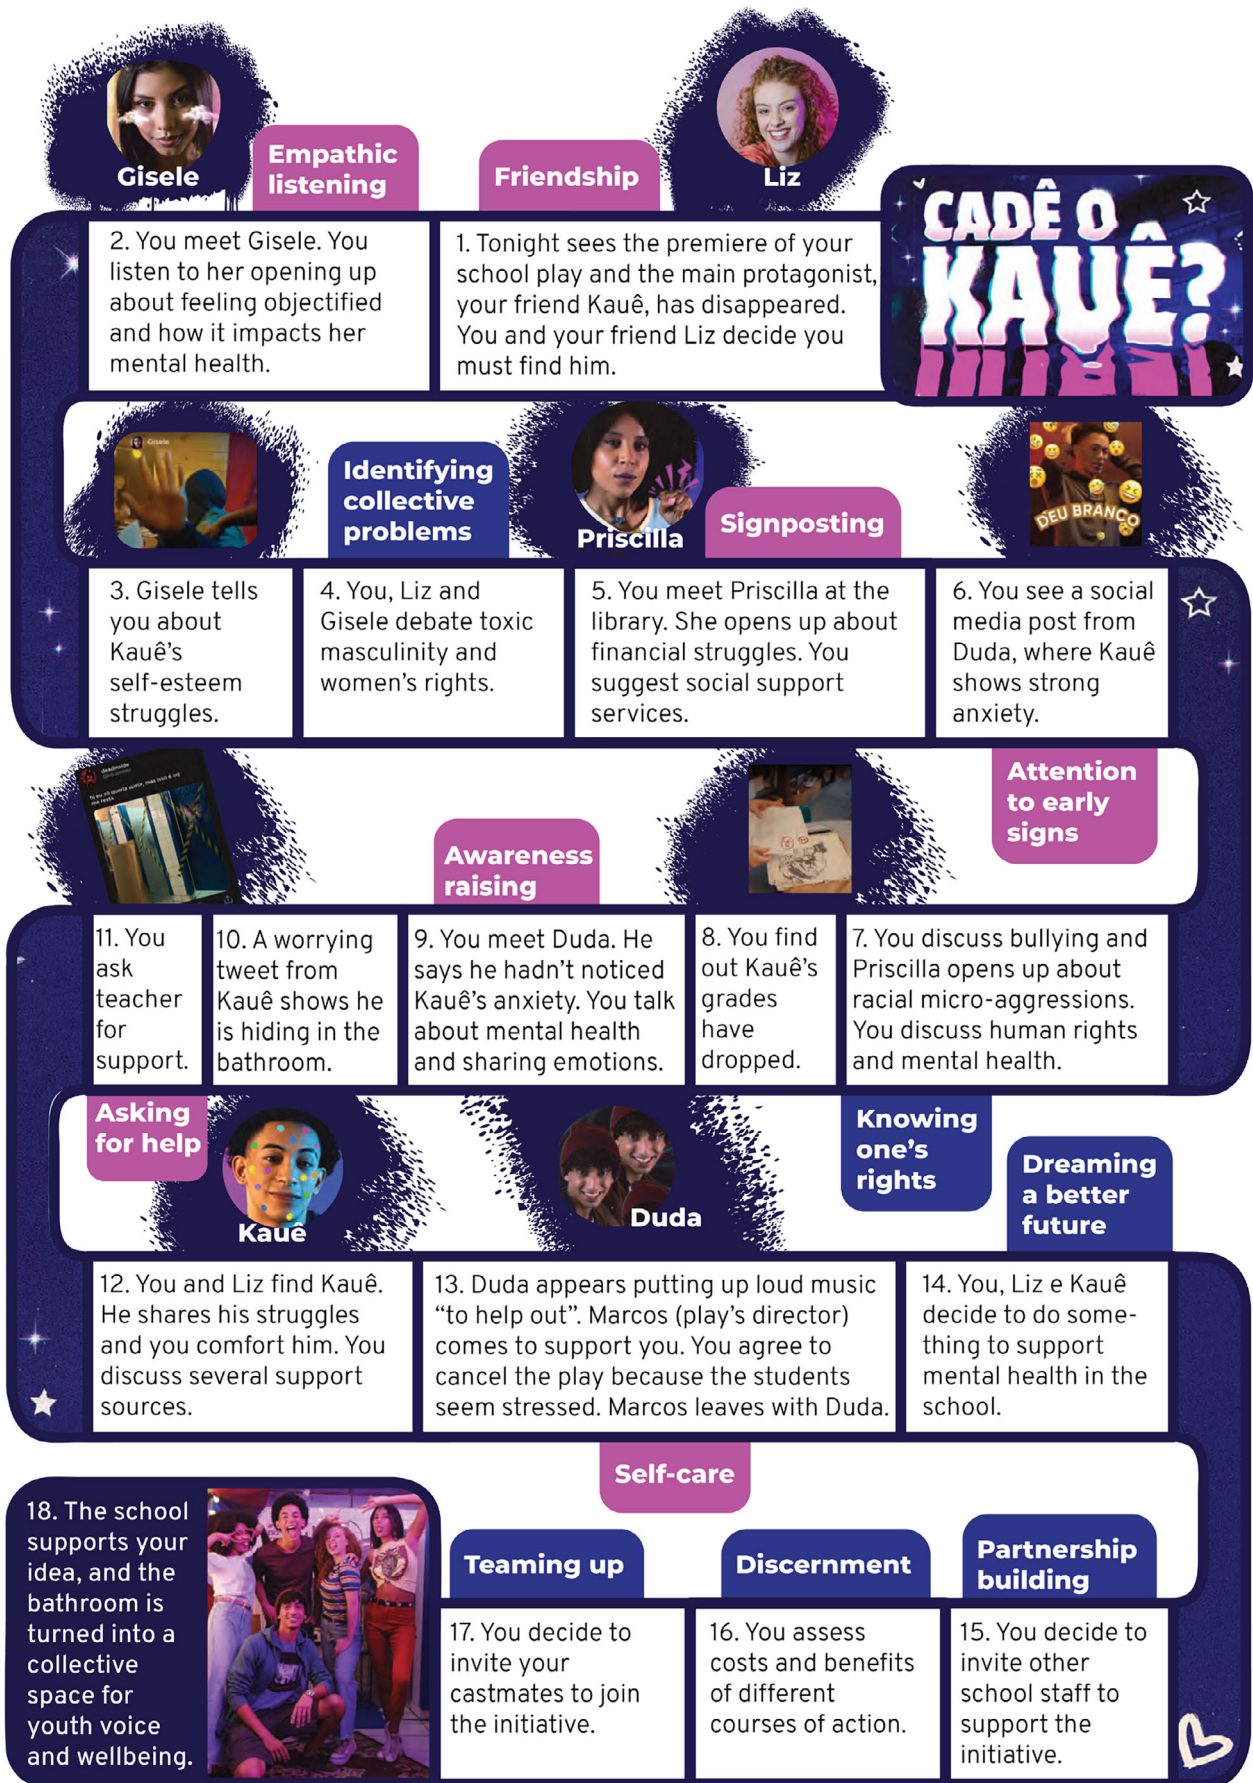 Gisele
Empathic
listening
Friendship
Liz
CADÊ O
KAUÊ?
2. You meet Gisele. You
listen to her opening up
about feeling objectified
and how it impacts her
mental health.
1. Tonight sees the premiere of your
school play and the main protagonist,
your friend Kauê, has disappeared.
You and your friend Liz decide you
must find him.
Gisele
Identifying
collective
problems
Priscilla
Signposting
DEU BRANCO
3. Gisele tells
you about
Kauê's
self-esteem
struggles.
4. You, Liz and
Gisele debate toxic
masculinity and
women's rights.
5. You meet Priscilla at the
library. She opens up about
financial struggles. You
suggest social support
services.
6. You see a social
media post from
Duda, where Kauê
shows strong
anxiety.
Attention
to early
signs
Awareness
raising
11. You
ask
teacher
for
support.
10. A worrying
tweet from
Kauê shows he
is hiding in the
bathroom.
9. You meet Duda. He
says he hadn't noticed
Kauê's anxiety. You talk
about mental health
and sharing emotions.
8. You find
out Kauê's
grades
have
dropped.
7. You discuss bullying and
Priscilla opens up about
racial micro-aggressions.
You discuss human rights
and mental health.
Asking
for help
Kauê
Duda
Knowing
one's
rights
Dreaming
a better
future
12. You and Liz find Kauê.
He shares his struggles
and you comfort him. You
discuss several support
sources.
13. Duda appears putting up loud music
“to help out”. Marcos (play's director)
comes to support you. You agree to
cancel the play because the students
seem stressed. Marcos leaves with Duda.
14. You, Liz e Kauê
decide to do some-
thing to support
mental health in the
school.
Self-care
18. The school
supports your
idea, and the
bathroom is
turned into a
collective
space for
youth voice
and wellbeing.
Teaming up
Discernment
Partnership
building
17. You decide to
invite your
castmates to join
the initiative.
16. You assess
costs and benefits
of different
courses of action.
15. You decide to
invite other
school staff to
support the
initiative.